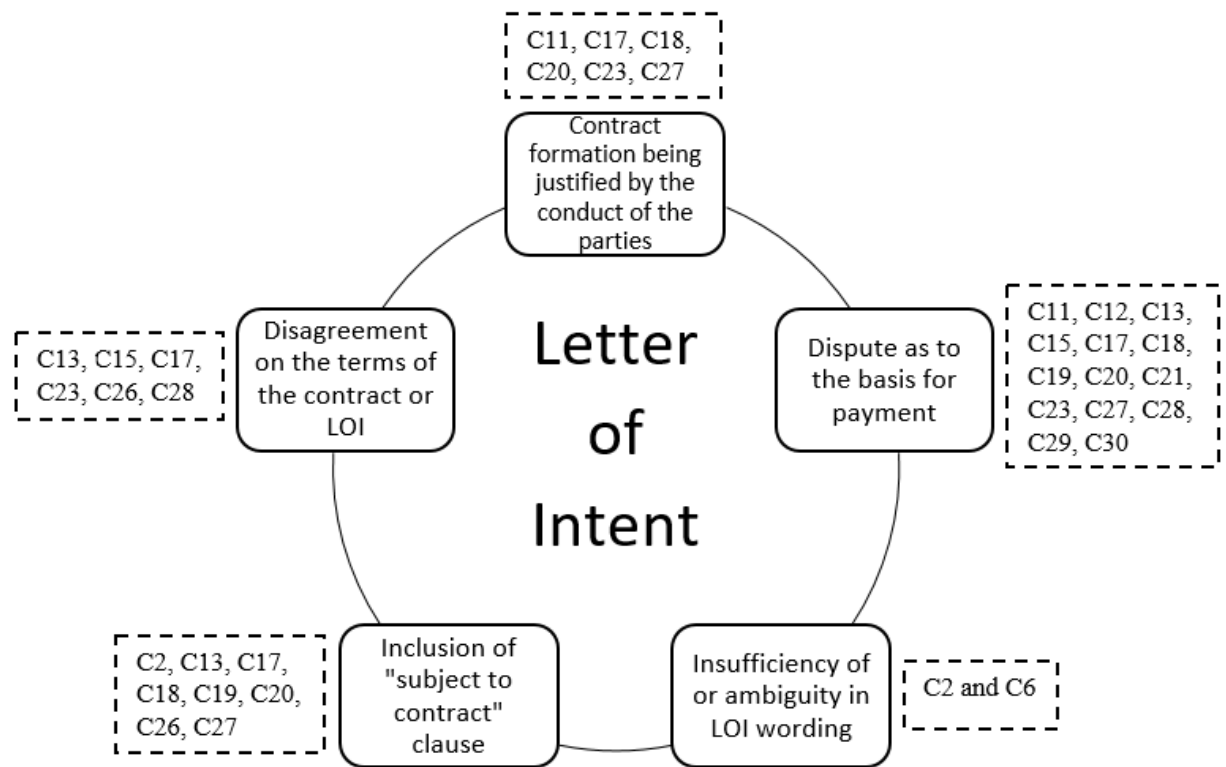 C11, C17, C18,
C20, C23, C27
Contract
formation being
justified by the
conduct of the
parties
C11, C12, C13,
C15, C17, C18,
C19, C20, C21,
C23, C27, C28,
C29, C30
Dispute as to
the basis for
payment
Disagreement
on the terms of
the contract or
LOI
C13, C15, C17,
C23, C26, C28
Letter
of
Intent
C2, C13, C17,
C18, C19, C20,
C26, C27
Inclusion of
"subject to
contract"
clause
Insufficiency of
or ambiguity in
LOI wording
C2 and C6